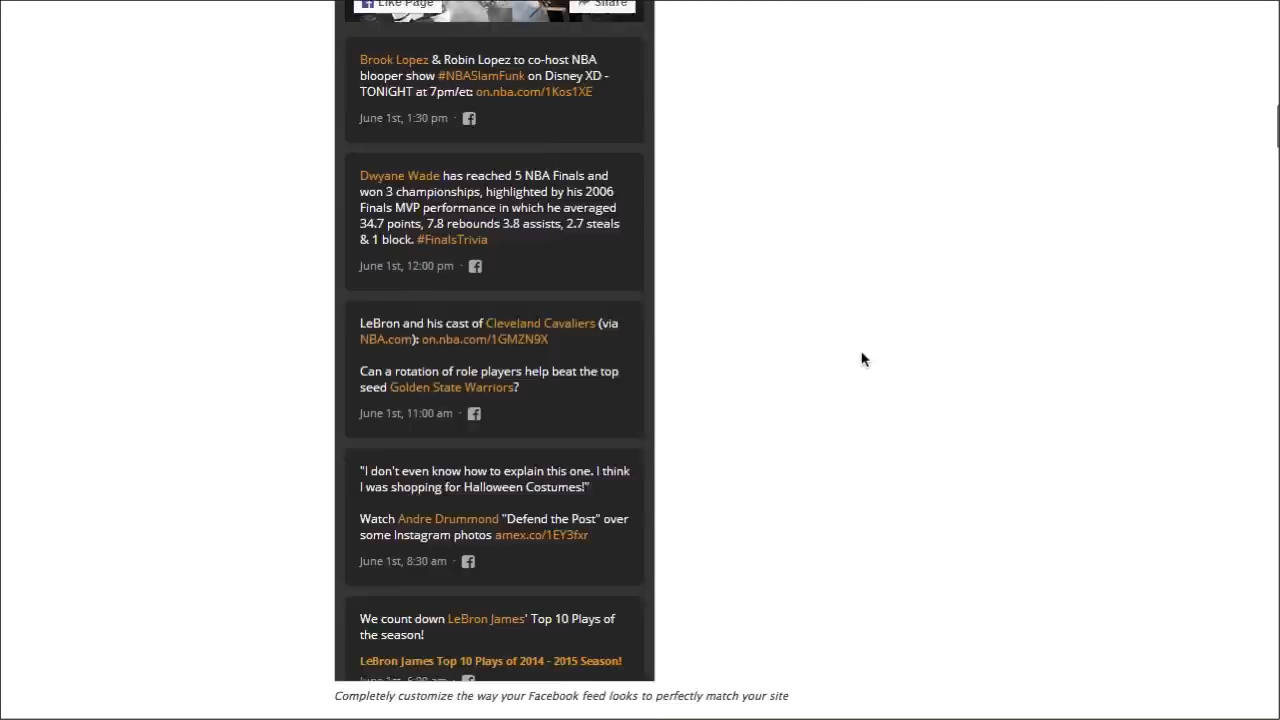 Like Page Share
Brook Lopez & Robin Lopez to co-host NBA
blooper show #NBASlamFunk on Disney XD -
TONIGHT at 7pm/et: on.nba.com/1Kos1XE
June 1st, 1:30 pm ·
Dwyane Wade has reached 5 NBA Finals and
won 3 championships, highlighted by his 2006
Finals MVP performance in which he averaged
34.7 points, 7.8 rebounds 3.8 assists, 2.7 steals
& 1 block. #FinalsTrivia
June 1st, 12:00 pm ·
LeBron and his cast of Cleveland Cavaliers (via
NBA.com): on.nba.com/1GMZN9X
Can a rotation of role players help beat the top
seed Golden State Warriors?
June 1st, 11:00 am ·
"I don't even know how to explain this one. I think
I was shopping for Halloween Costumes!"
Watch Andre Drummond "Defend the Post" over
some Instagram photos amex.co/1EY3fxr
June 1st, 8:30 am ·
We count down LeBron James' Top 10 Plays of
the season!
LeBron James Top 10 Plays of 2014 - 2015 Season!
June 1st, 6:00 am ·
Completely customize the way your Facebook feed looks to perfectly match your site